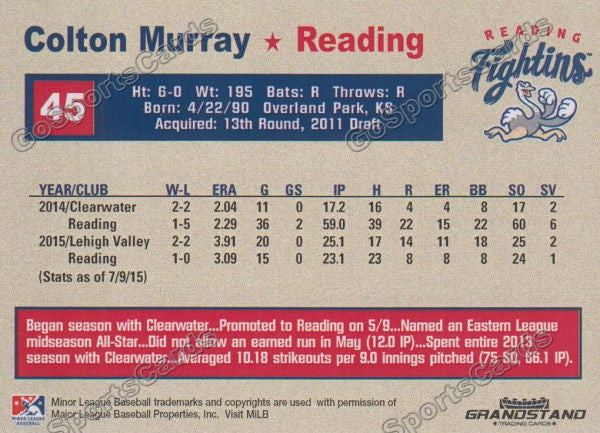 Colton Murray ★ Reading
READING
Fightins
45
Ht: 6-0 Wt: 195 Bats: R Throws: R
Born: 4/22/90 Overland Park, KS
Acquired: 13th Round, 2011 Draft
YEAR/CLUB W-L ERA G GS IP H R ER BB SO SV
2014/Clearwater 2-2 2.04 11 0 17.2 16 4 4 8 17 2
Reading 1-5 2.29 36 2 59.0 39 22 15 22 60 6
2015/Lehigh Valley 2-2 3.91 20 0 25.1 17 14 11 18 25 2
Reading 1-0 3.09 15 0 23.1 23 8 8 8 24 1
(Stats as of 7/9/15)
Began season with Clearwater...Promoted to Reading on 5/9...Named an Eastern League
midseason All-Star...Did not allow an earned run in May (12.0 IP)...Spent entire 2013
season with Clearwater...Averaged 10.18 strikeouts per 9.0 innings pitched (75 SO, 66.1 IP).
MINOR LEAGUE
BASEBALL
Minor League Baseball trademarks and copyrights are used with permission of
Major League Baseball Properties, Inc. Visit MiLB
GRANDSTAND
TRADING CARDS
GoSportsCards